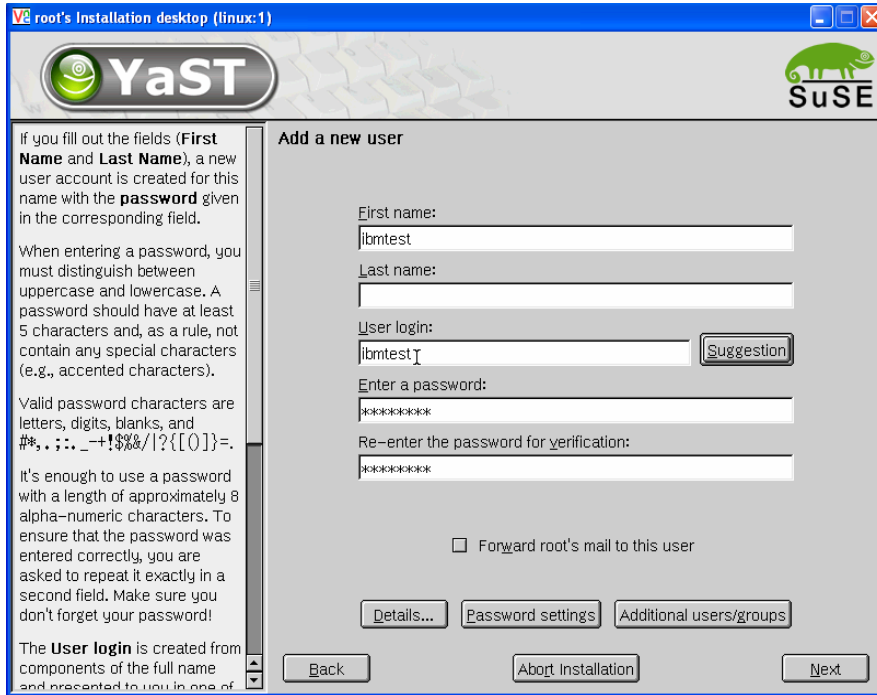 root's Installation desktop (linux:1)
YaST
SuSE
If you fill out the fields (First
Name and Last Name), a new
user account is created for this
name with the password given
in the corresponding field.
When entering a password, you
must distinguish between
uppercase and lowercase. A
password should have at least
5 characters and, as a rule, not
contain any special characters
(e.g., accented characters).
Valid password characters are
letters, digits, blanks, and
#*,.;:._-+!$%&/|?{[()]}=.
It's enough to use a password
with a length of approximately 8
alpha-numeric characters. To
ensure that the password was
entered correctly, you are
asked to repeat it exactly in a
second field. Make sure you
don't forget your password!
The User login is created from
components of the full name
and presented to you in one of
Add a new user
First name:
ibmtest
Last name:
User login:
ibmtest
Suggestion
Enter a password:
********
Re-enter the password for verification:
********
Forward root's mail to this user
Details...
Password settings
Additional users/groups
Back
Abort Installation
Next